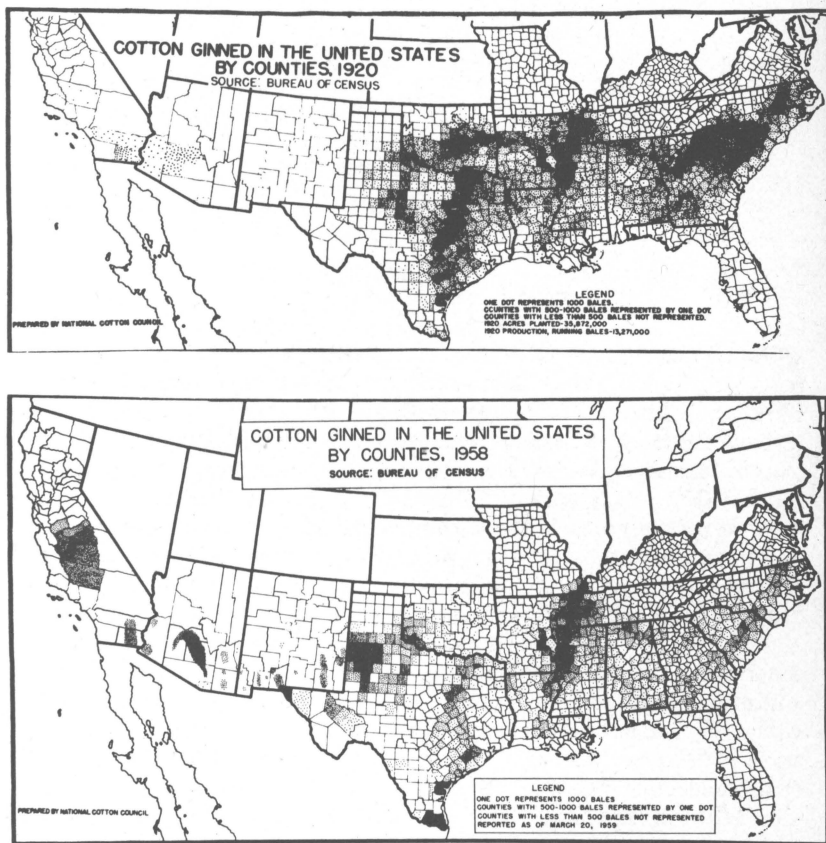 COTTON GINNED IN THE UNITED STATES
BY COUNTIES, 1920
SOURCE: BUREAU OF CENSUS
LEGEND
ONE DOT REPRESENTS 1000 BALES.
COUNTIES WITH 500-1000 BALES REPRESENTED BY ONE DOT.
COUNTIES WITH LESS THAN 500 BALES NOT REPRESENTED.
1920 ACRES PLANTED-35,872,000
1920 PRODUCTION, RUNNING BALES-13,271,000
PREPARED BY NATIONAL COTTON COUNCIL
COTTON GINNED IN THE UNITED STATES
BY COUNTIES, 1958
SOURCE: BUREAU OF CENSUS
LEGEND
ONE DOT REPRESENTS 1000 BALES
COUNTIES WITH 500-1000 BALES REPRESENTED BY ONE DOT
COUNTIES WITH LESS THAN 500 BALES NOT REPRESENTED
REPORTED AS OF MARCH 20, 1959
PREPARED BY NATIONAL COTTON COUNCIL